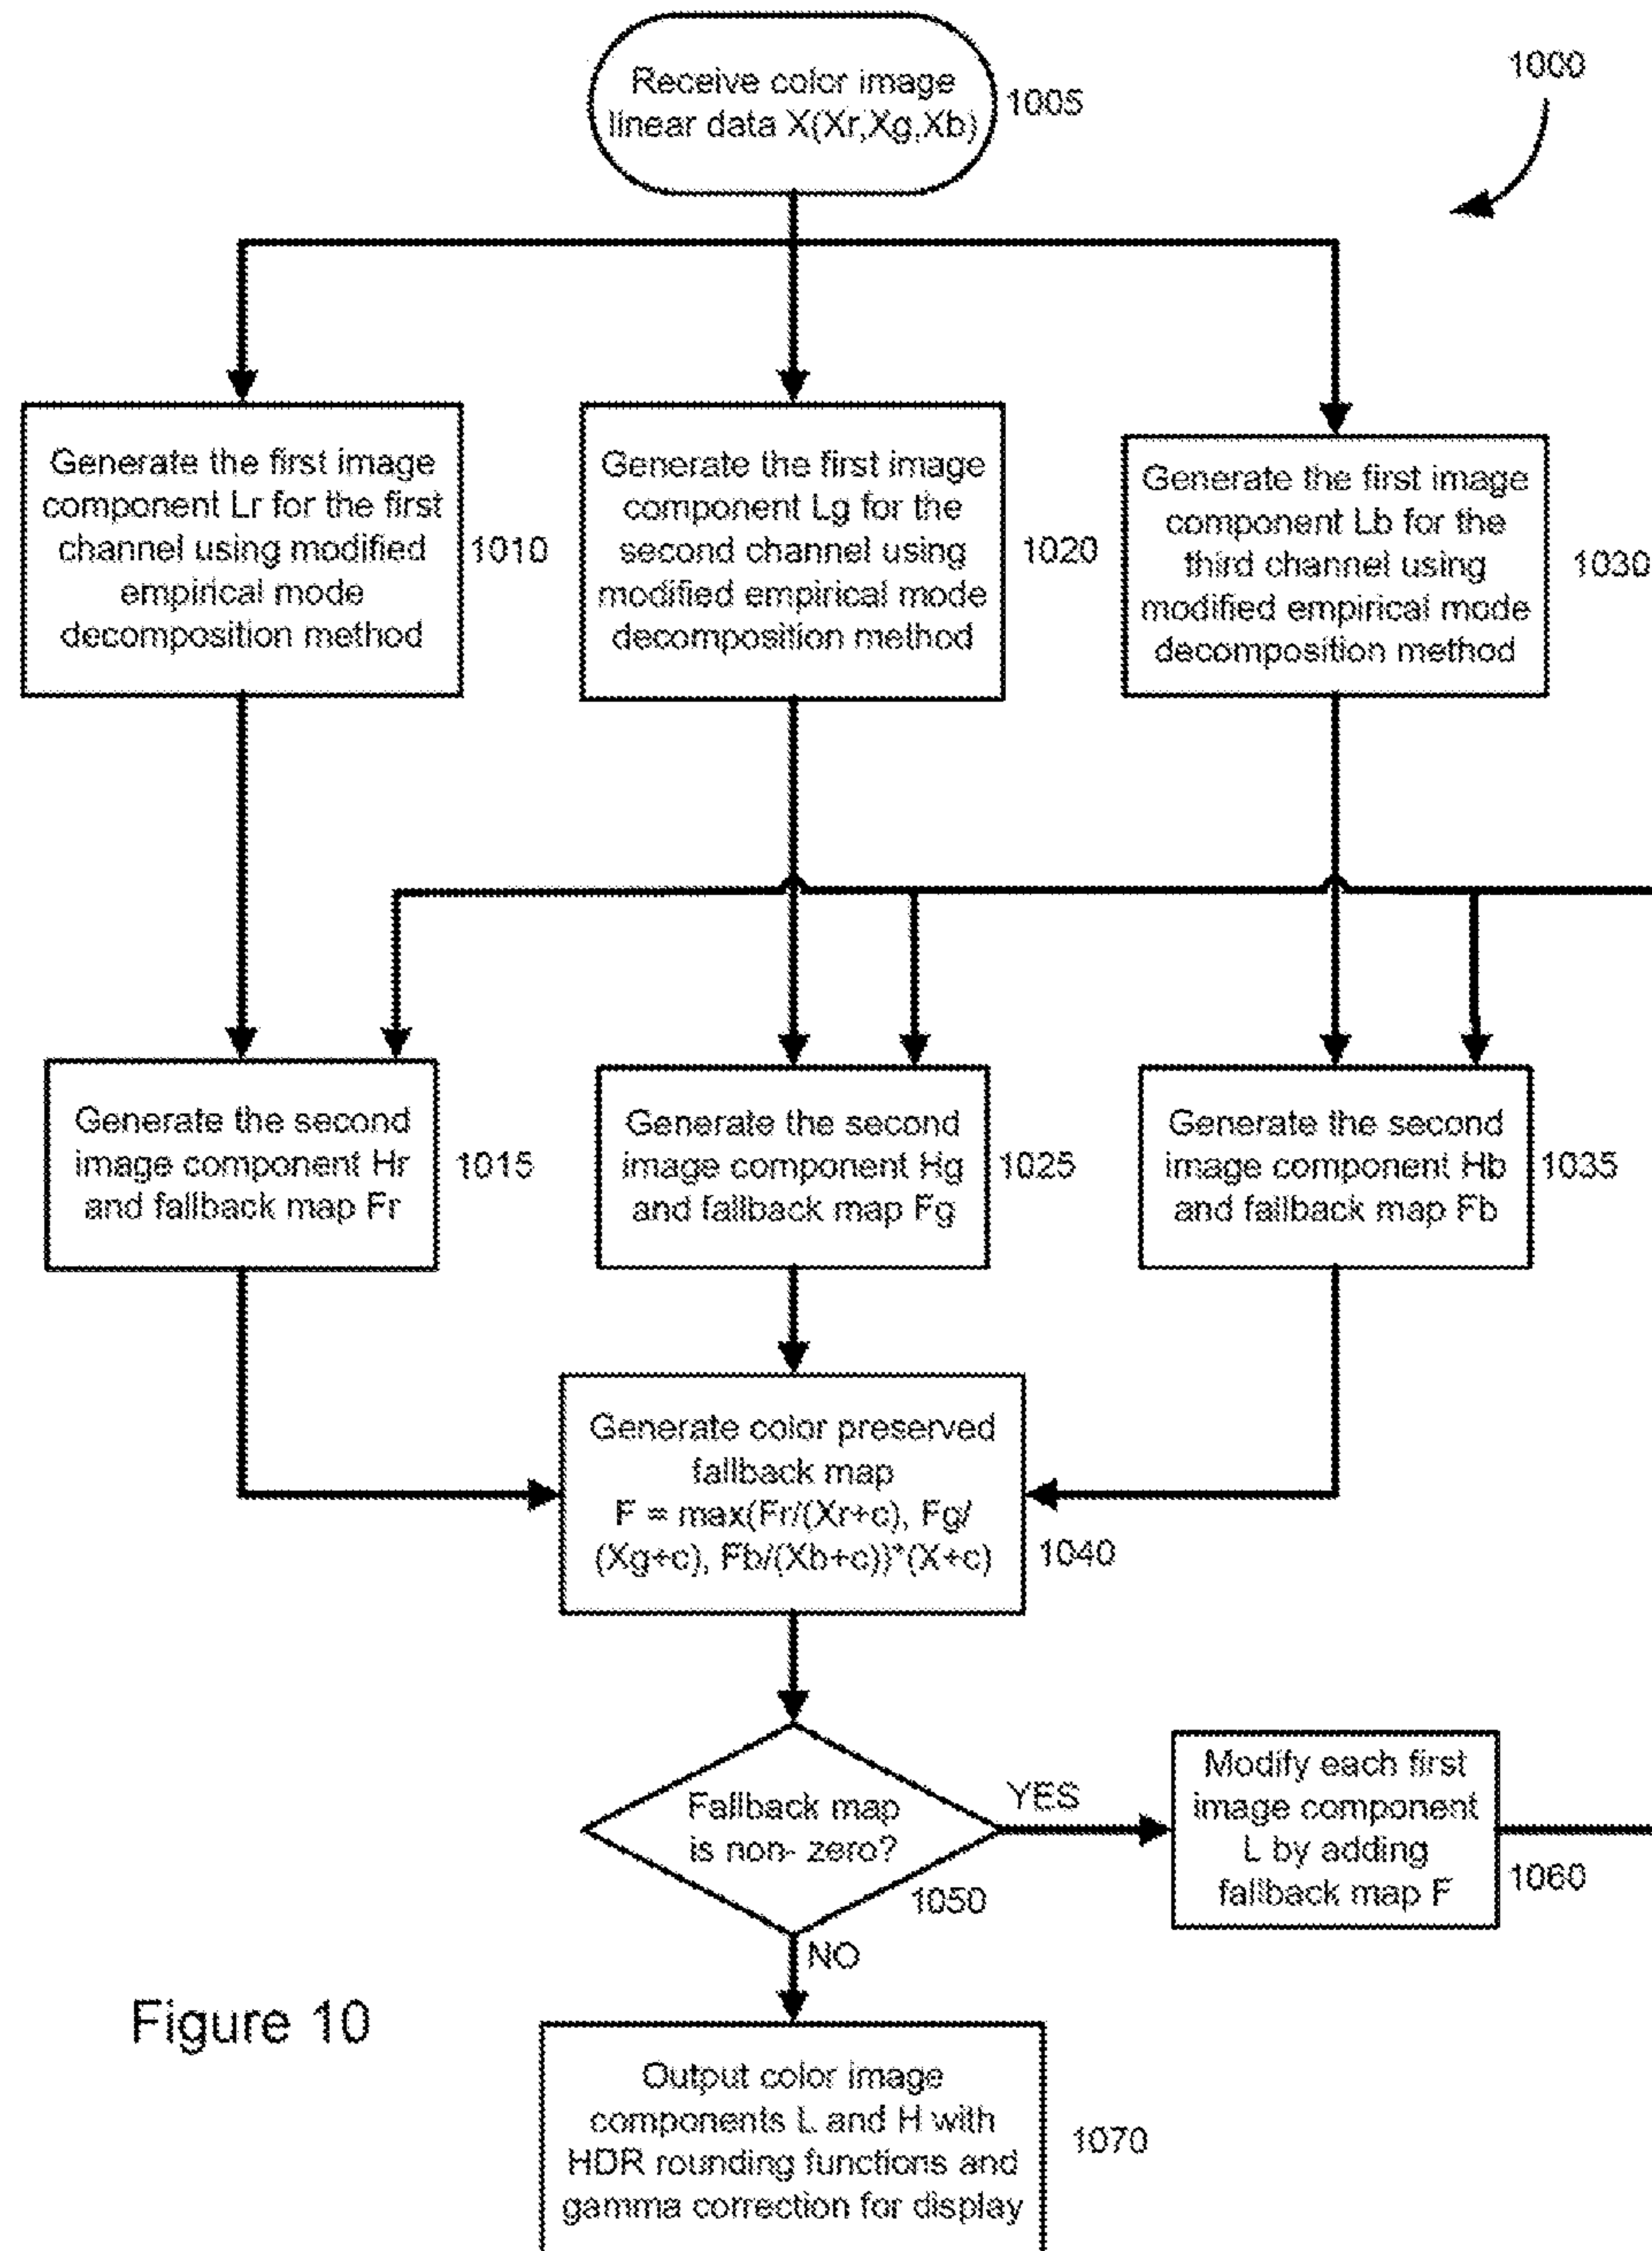 Receive color image
linear data X(Xr,Xg,Xb)
1005
1000
Generate the first image
component Lr for the first
channel using modified
empirical mode
decomposition method
1010
Generate the first image
component Lg for the
second channel using
modified empirical mode
decomposition method
1020
Generate the first image
component Lb for the
third channel using
modified empirical mode
decomposition method
1030
Generate the second
image component Hr
and fallback map Fr
1015
Generate the second
image component Hg
and fallback map Fg
1025
Generate the second
image component Hb
and fallback map Fb
1035
Generate color preserved
fallback map
F = max(Fr/(Xr+c), Fg/
(Xg+c), Fb/(Xb+c))*(X+c)
1040
Fallback map
is non- zero?
1050
YES
Modify each first
image component
L by adding
fallback map F
1060
NO
Figure 10
Output color image
components L and H with
HDR rounding functions and
gamma correction for display
1070